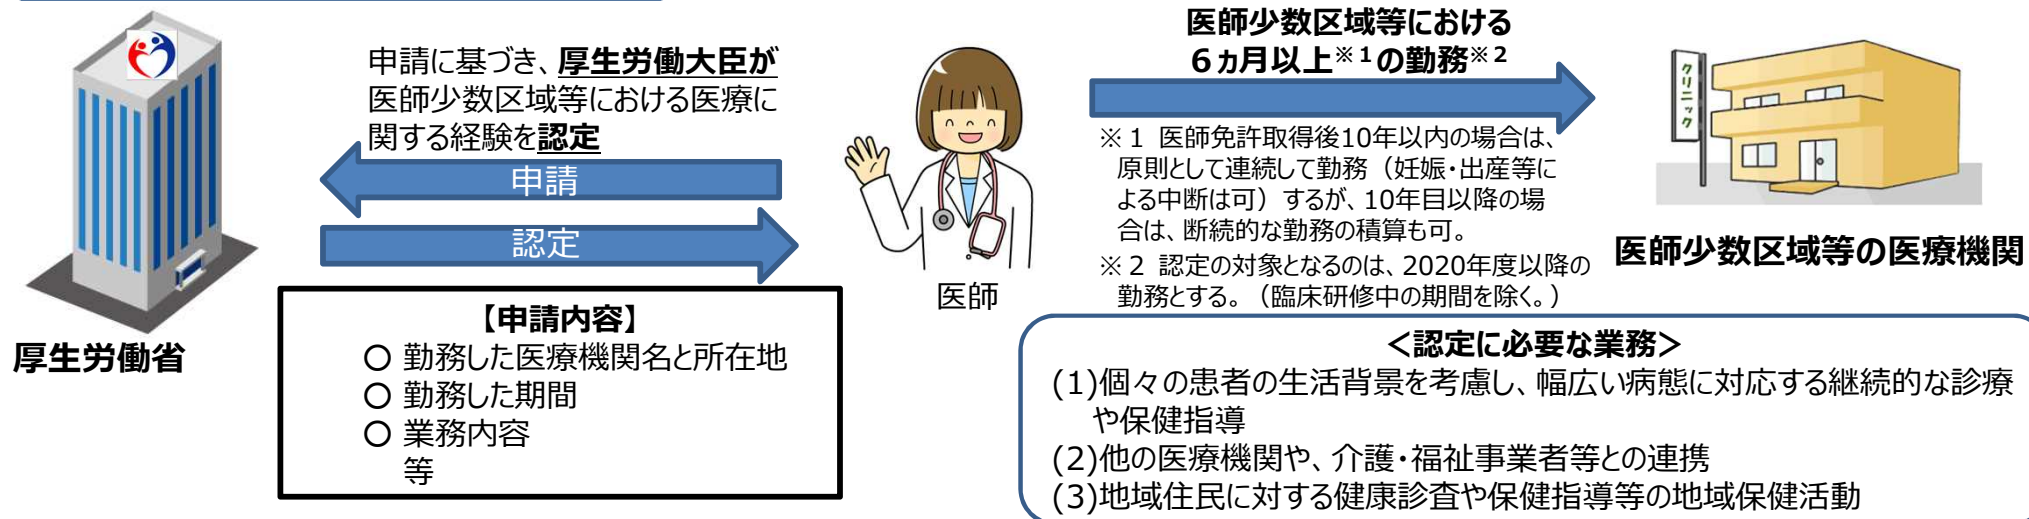 申請に基づき、厚生労働大臣が
医師少数区域等における医療に
関する経験を認定
申請
認定
厚生労働省
【申請内容】
〇 勤務した医療機関名と所在地
〇 勤務した期間
〇 業務内容
等
医師
医師少数区域等における
６ヵ月以上※１の勤務※２
※１ 医師免許取得後10年以内の場合は、
原則として連続して勤務（妊娠・出産等に
よる中断は可）するが、10年目以降の場
合は、断続的な勤務の積算も可。
※２ 認定の対象となるのは、2020年度以降の
勤務とする。（臨床研修中の期間を除く。）
クリニック
医師少数区域等の医療機関
＜認定に必要な業務＞
(1)個々の患者の生活背景を考慮し、幅広い病態に対応する継続的な診療
や保健指導
(2)他の医療機関や、介護・福祉事業者等との連携
(3)地域住民に対する健康診査や保健指導等の地域保健活動